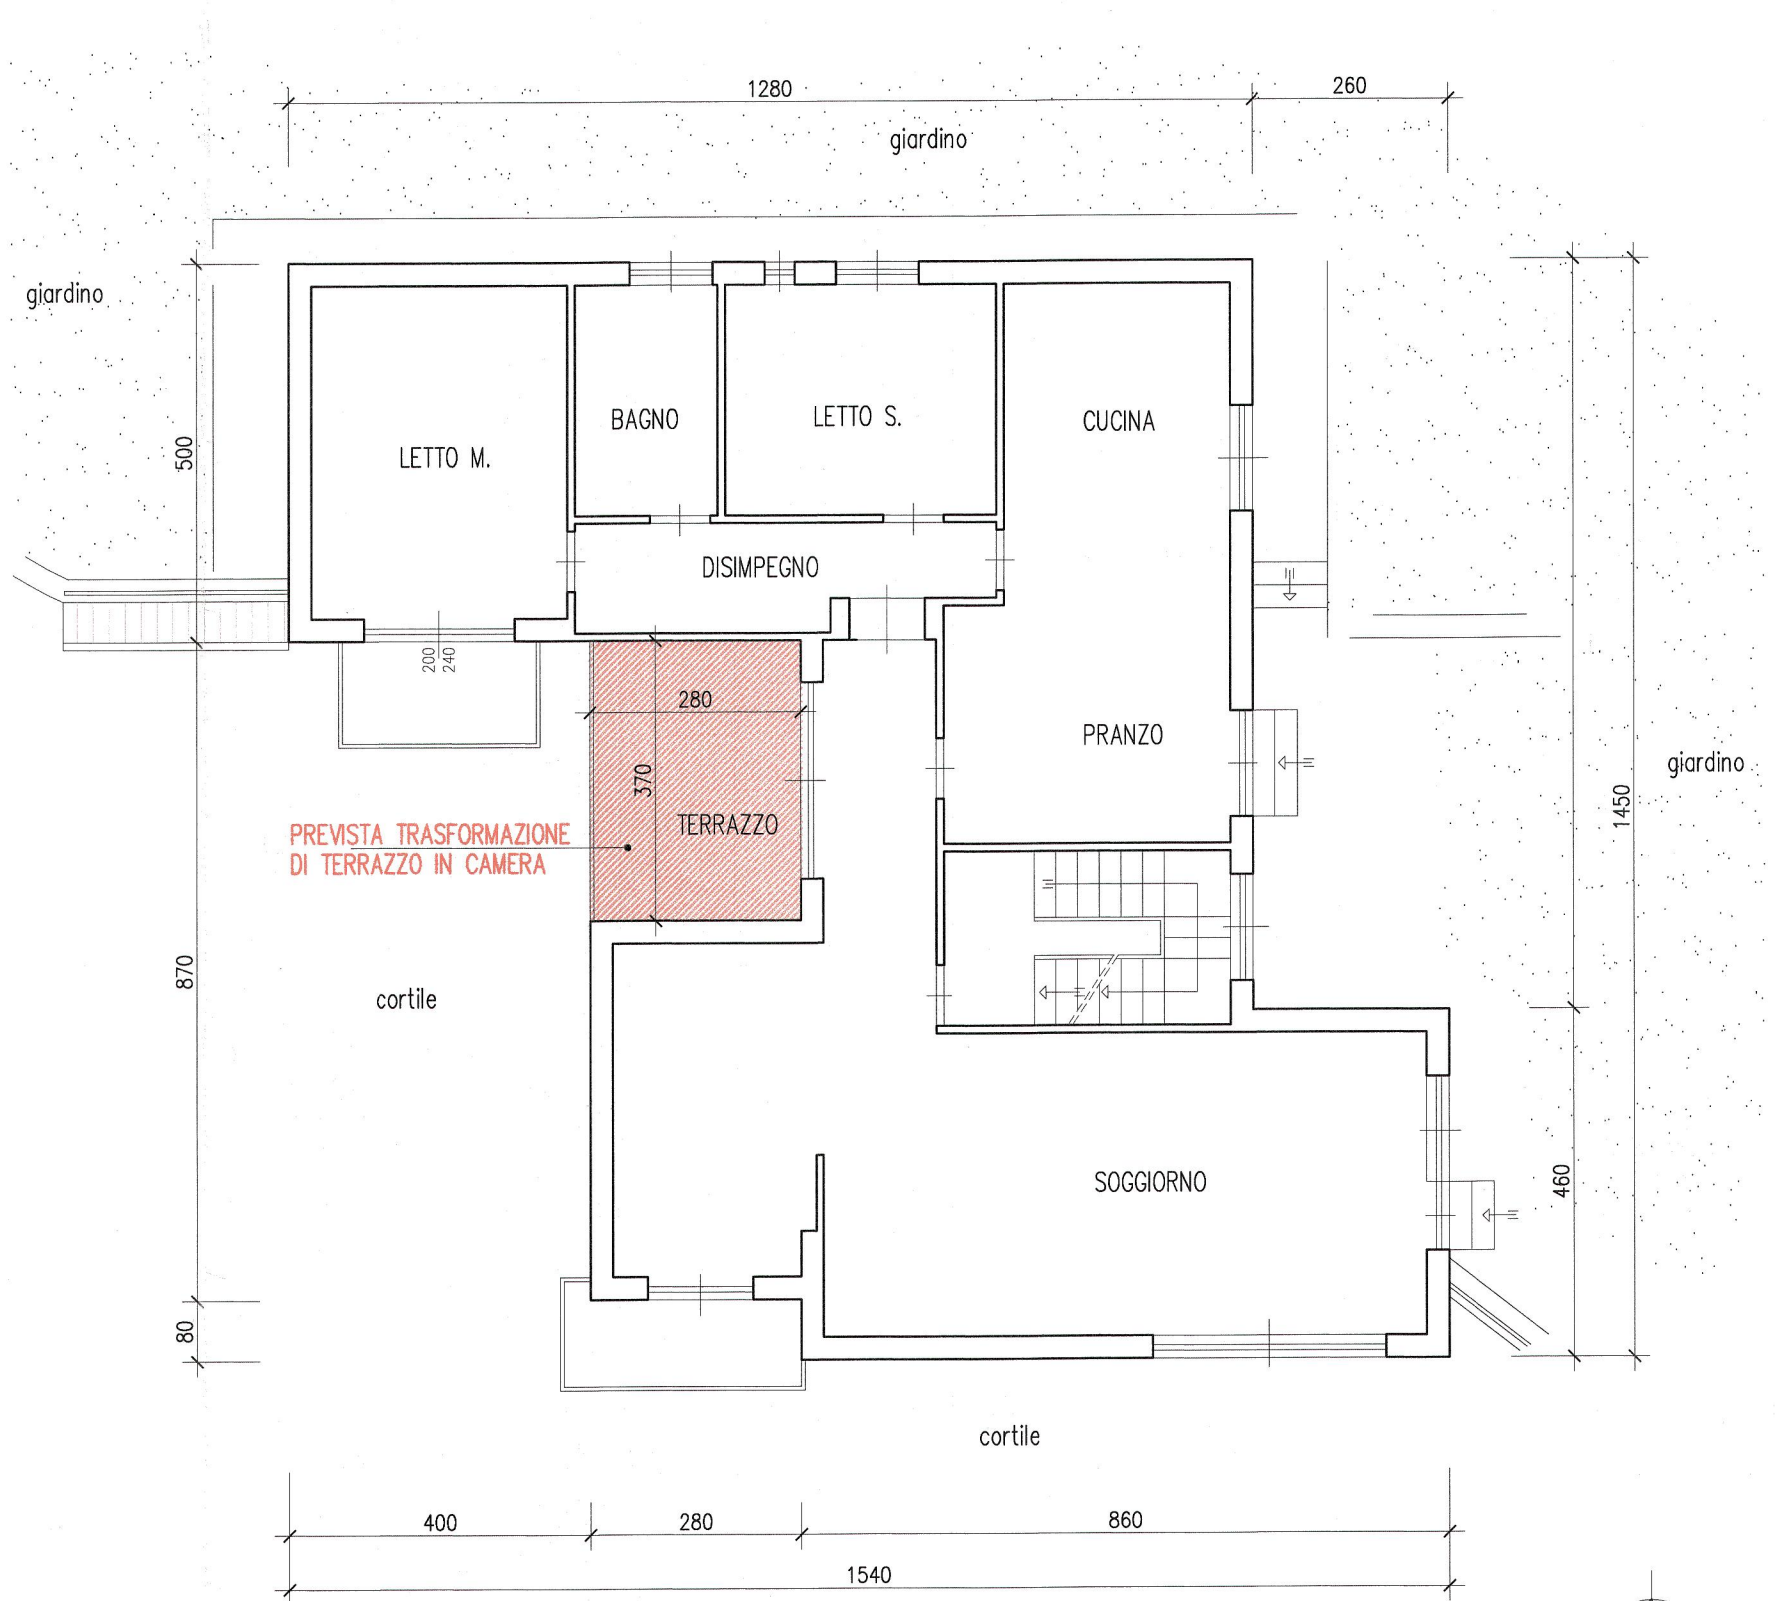 1280
260
giardino
giardino
500
BAGNO
LETTO S.
CUCINA
LETTO M.
DISIMPEGNO
200
240
280
370
PRANZO
giardino
1450
TERRAZZO
PREVISTA TRASFORMAZIONE
DI TERRAZZO IN CAMERA
870
cortile
SOGGIORNO
460
80
cortile
400
280
860
1540